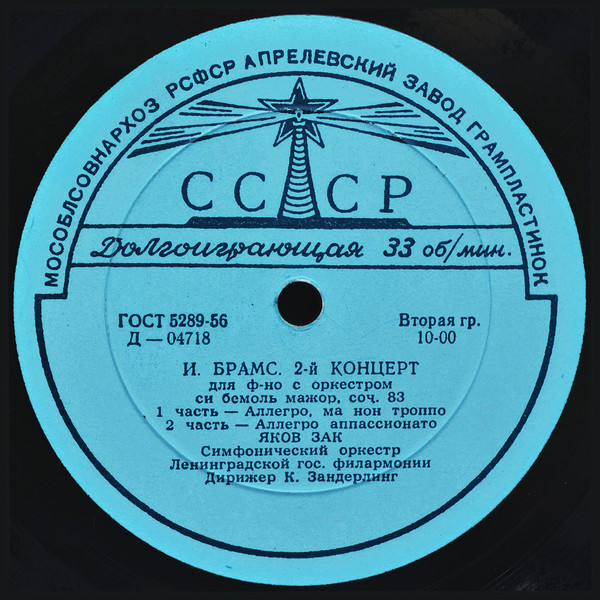 МОСОБЛСОВНАРХОЗ РСФСР АПРЕЛЕВСКИЙ ЗАВОД ГРАМПЛАСТИНОК
СССР
Долгоиграющая 33 об/мин.
ГОСТ 5289-56 Вторая гр.
Д — 04718 10-00
И. БРАМС. 2-й КОНЦЕРТ
для ф-но с оркестром
си бемоль мажор, соч. 83
1 часть — Аллегро, ма нон троппо
2 часть — Аллегро аппассионато
ЯКОВ ЗАК
Симфонический оркестр
Ленинградской гос. филармонии
Дирижер К. Зандерлинг